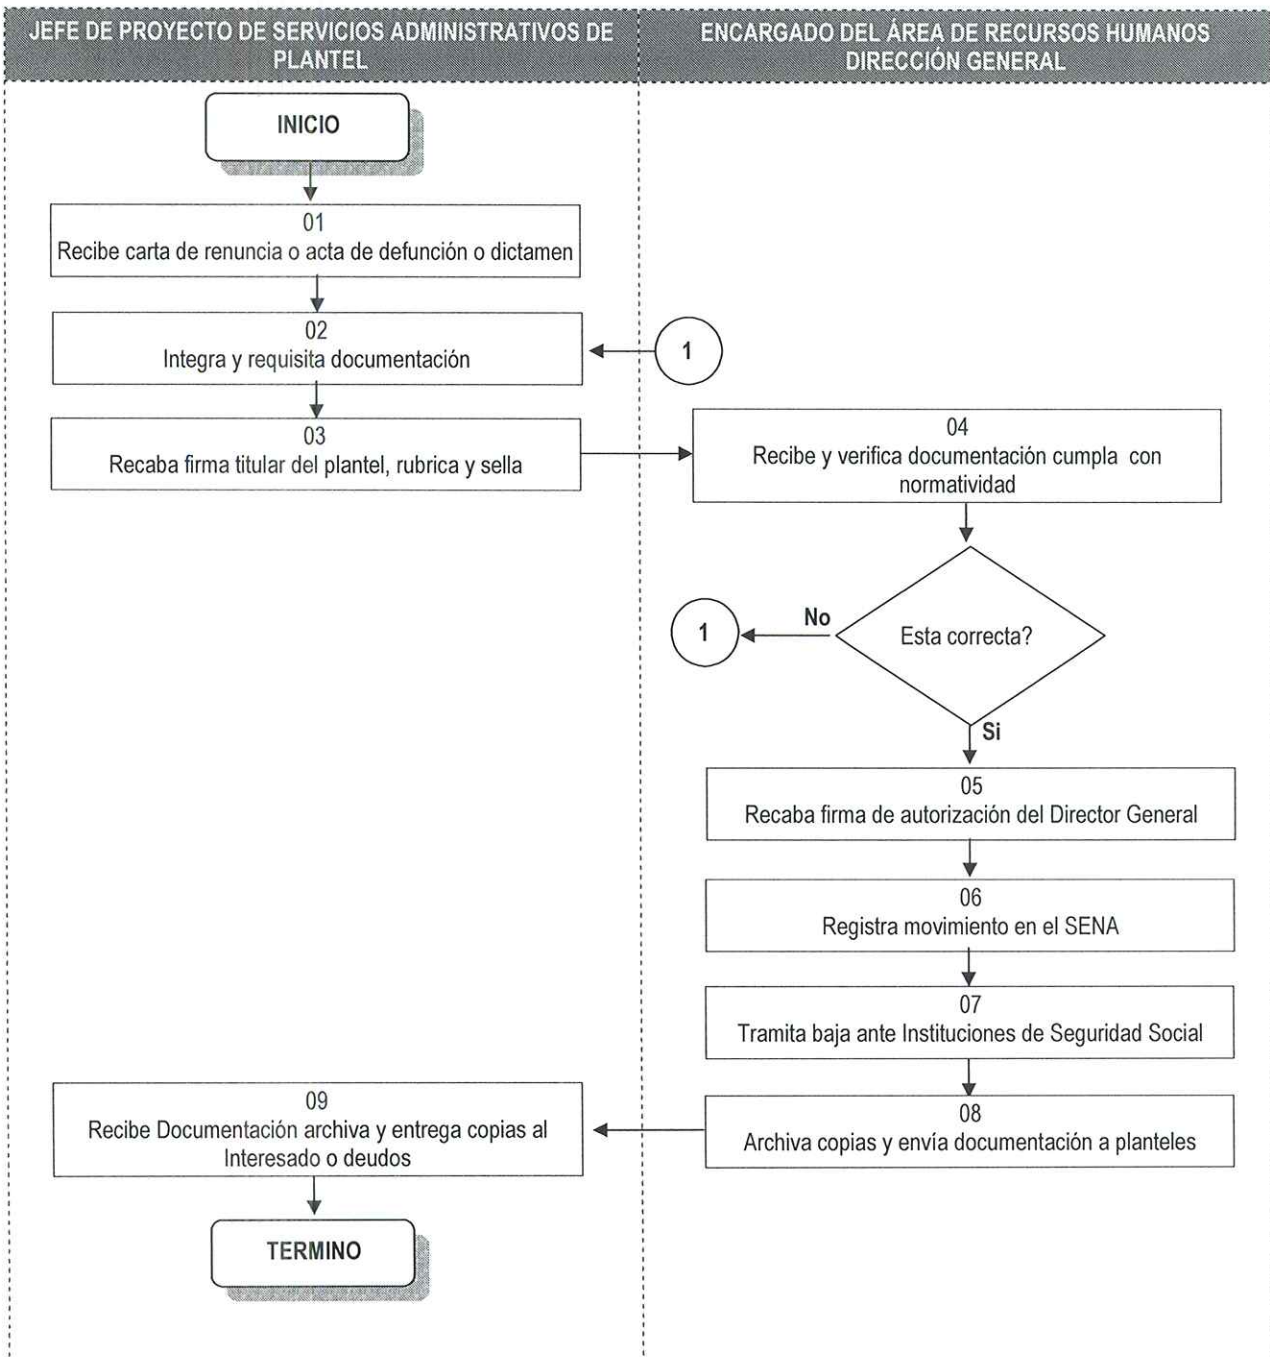 JEFE DE PROYECTO DE SERVICIOS ADMINISTRATIVOS DE
PLANTEL
ENCARGADO DEL ÁREA DE RECURSOS HUMANOS
DIRECCIÓN GENERAL
INICIO
01
Recibe carta de renuncia o acta de defunción o dictamen
02
Integra y requisita documentación
1
03
Recaba firma titular del plantel, rubrica y sella
04
Recibe y verifica documentación cumpla con
normatividad
Esta correcta?
No
1
Si
05
Recaba firma de autorización del Director General
06
Registra movimiento en el SENA
07
Tramita baja ante Instituciones de Seguridad Social
08
Archiva copias y envía documentación a planteles
09
Recibe Documentación archiva y entrega copias al
Interesado o deudos
TERMINO